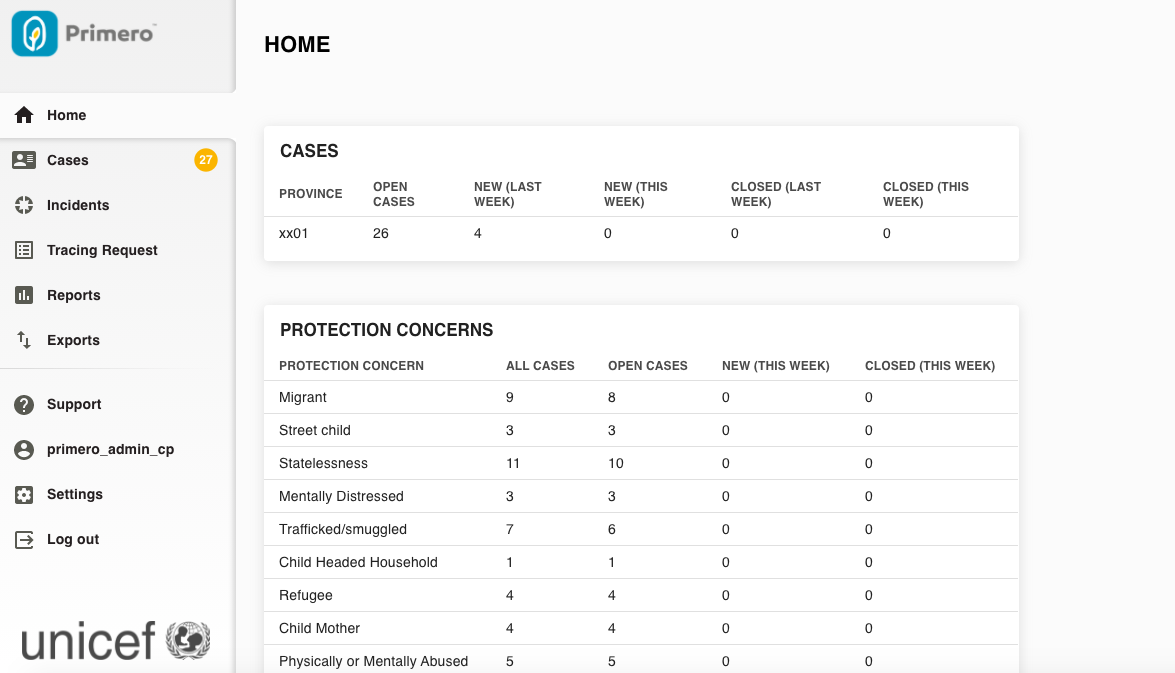 Primero™
Home
Cases 27
Incidents
Tracing Request
Reports
Exports
Support
primero_admin_cp
Settings
Log out
unicef
HOME
CASES
PROVINCE OPEN CASES NEW (LAST WEEK) NEW (THIS WEEK) CLOSED (LAST WEEK) CLOSED (THIS WEEK)
xx01 26 4 0 0 0
PROTECTION CONCERNS
PROTECTION CONCERN ALL CASES OPEN CASES NEW (THIS WEEK) CLOSED (THIS WEEK)
Migrant 9 8 0 0
Street child 3 3 0 0
Statelessness 11 10 0 0
Mentally Distressed 3 3 0 0
Trafficked/smuggled 7 6 0 0
Child Headed Household 1 1 0 0
Refugee 4 4 0 0
Child Mother 4 4 0 0
Physically or Mentally Abused 5 5 0 0